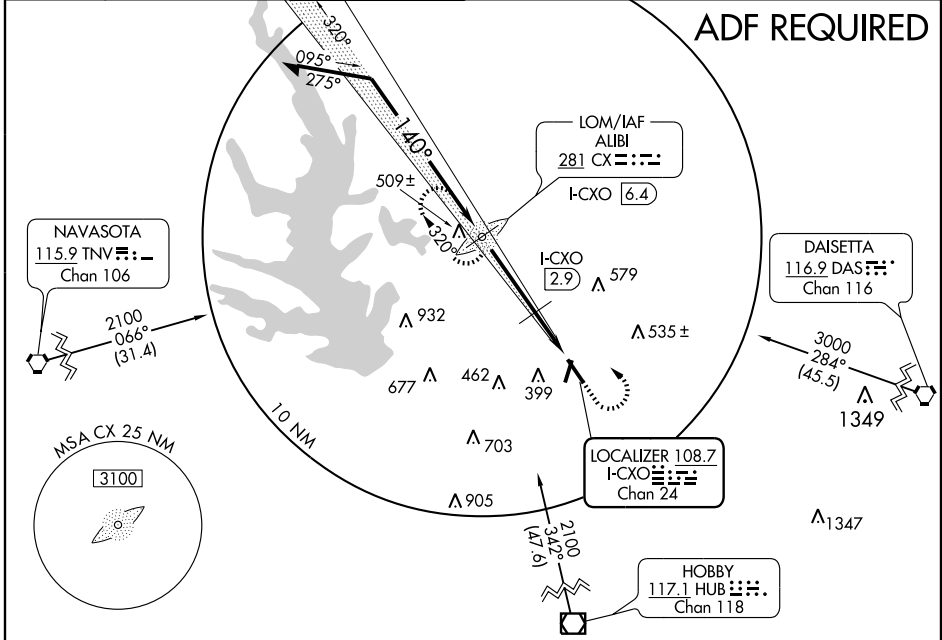 ADF REQUIRED
320°
095°
275°
140°
LOM/IAF
ALIBI
281 CX
I-CXO 6.4
509±
320°
I-CXO
2.9
579
NAVASOTA
115.9 TNV
Chan 106
DAISETTA
116.9 DAS
Chan 116
2100
066°
(31.4)
932
535±
3000
284°
(45.5)
677
462
399
1349
10 NM
703
MSA CX 25 NM
3100
LOCALIZER 108.7
I-CXO
Chan 24
905
2100
342°
(47.6)
1347
HOBBY
117.1 HUB
Chan 118